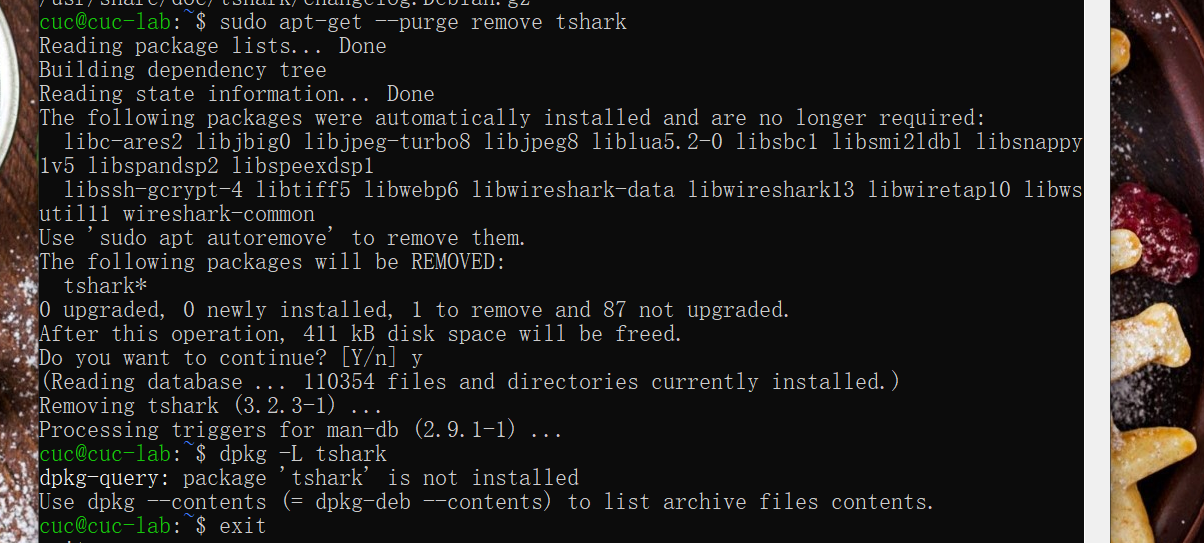 /usr/share/doc/tshark/changelog.Debian.gz
cuc@cuc-lab:~$ sudo apt-get --purge remove tshark
Reading package lists... Done
Building dependency tree
Reading state information... Done
The following packages were automatically installed and are no longer required:
  libc-ares2 libjbig0 libjpeg-turbo8 libjpeg8 liblua5.2-0 libsbc1 libsmi2ldbl libsnappy
1v5 libspandsp2 libspeexdsp1
  libssh-gcrypt-4 libtiff5 libwebp6 libwireshark-data libwireshark13 libwiretap10 libws
util11 wireshark-common
Use 'sudo apt autoremove' to remove them.
The following packages will be REMOVED:
  tshark*
0 upgraded, 0 newly installed, 1 to remove and 87 not upgraded.
After this operation, 411 kB disk space will be freed.
Do you want to continue? [Y/n] y
(Reading database ... 110354 files and directories currently installed.)
Removing tshark (3.2.3-1) ...
Processing triggers for man-db (2.9.1-1) ...
cuc@cuc-lab:~$ dpkg -L tshark
dpkg-query: package 'tshark' is not installed
Use dpkg --contents (= dpkg-deb --contents) to list archive files contents.
cuc@cuc-lab:~$ exit